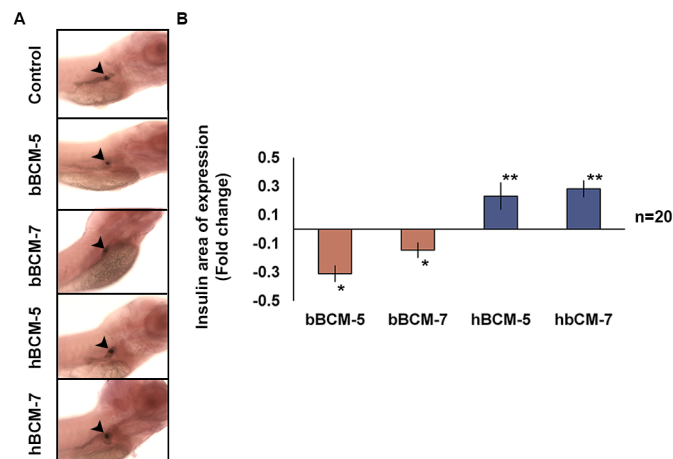 A
Control
bBCM-5
bBCM-7
hBCM-5
hBCM-7
B
Insulin area of expression
(Fold change)
0.5
0.3
0.1
-0.1
-0.3
-0.5
*
*
**
**
n=20
bBCM-5
bBCM-7
hBCM-5
hbCM-7